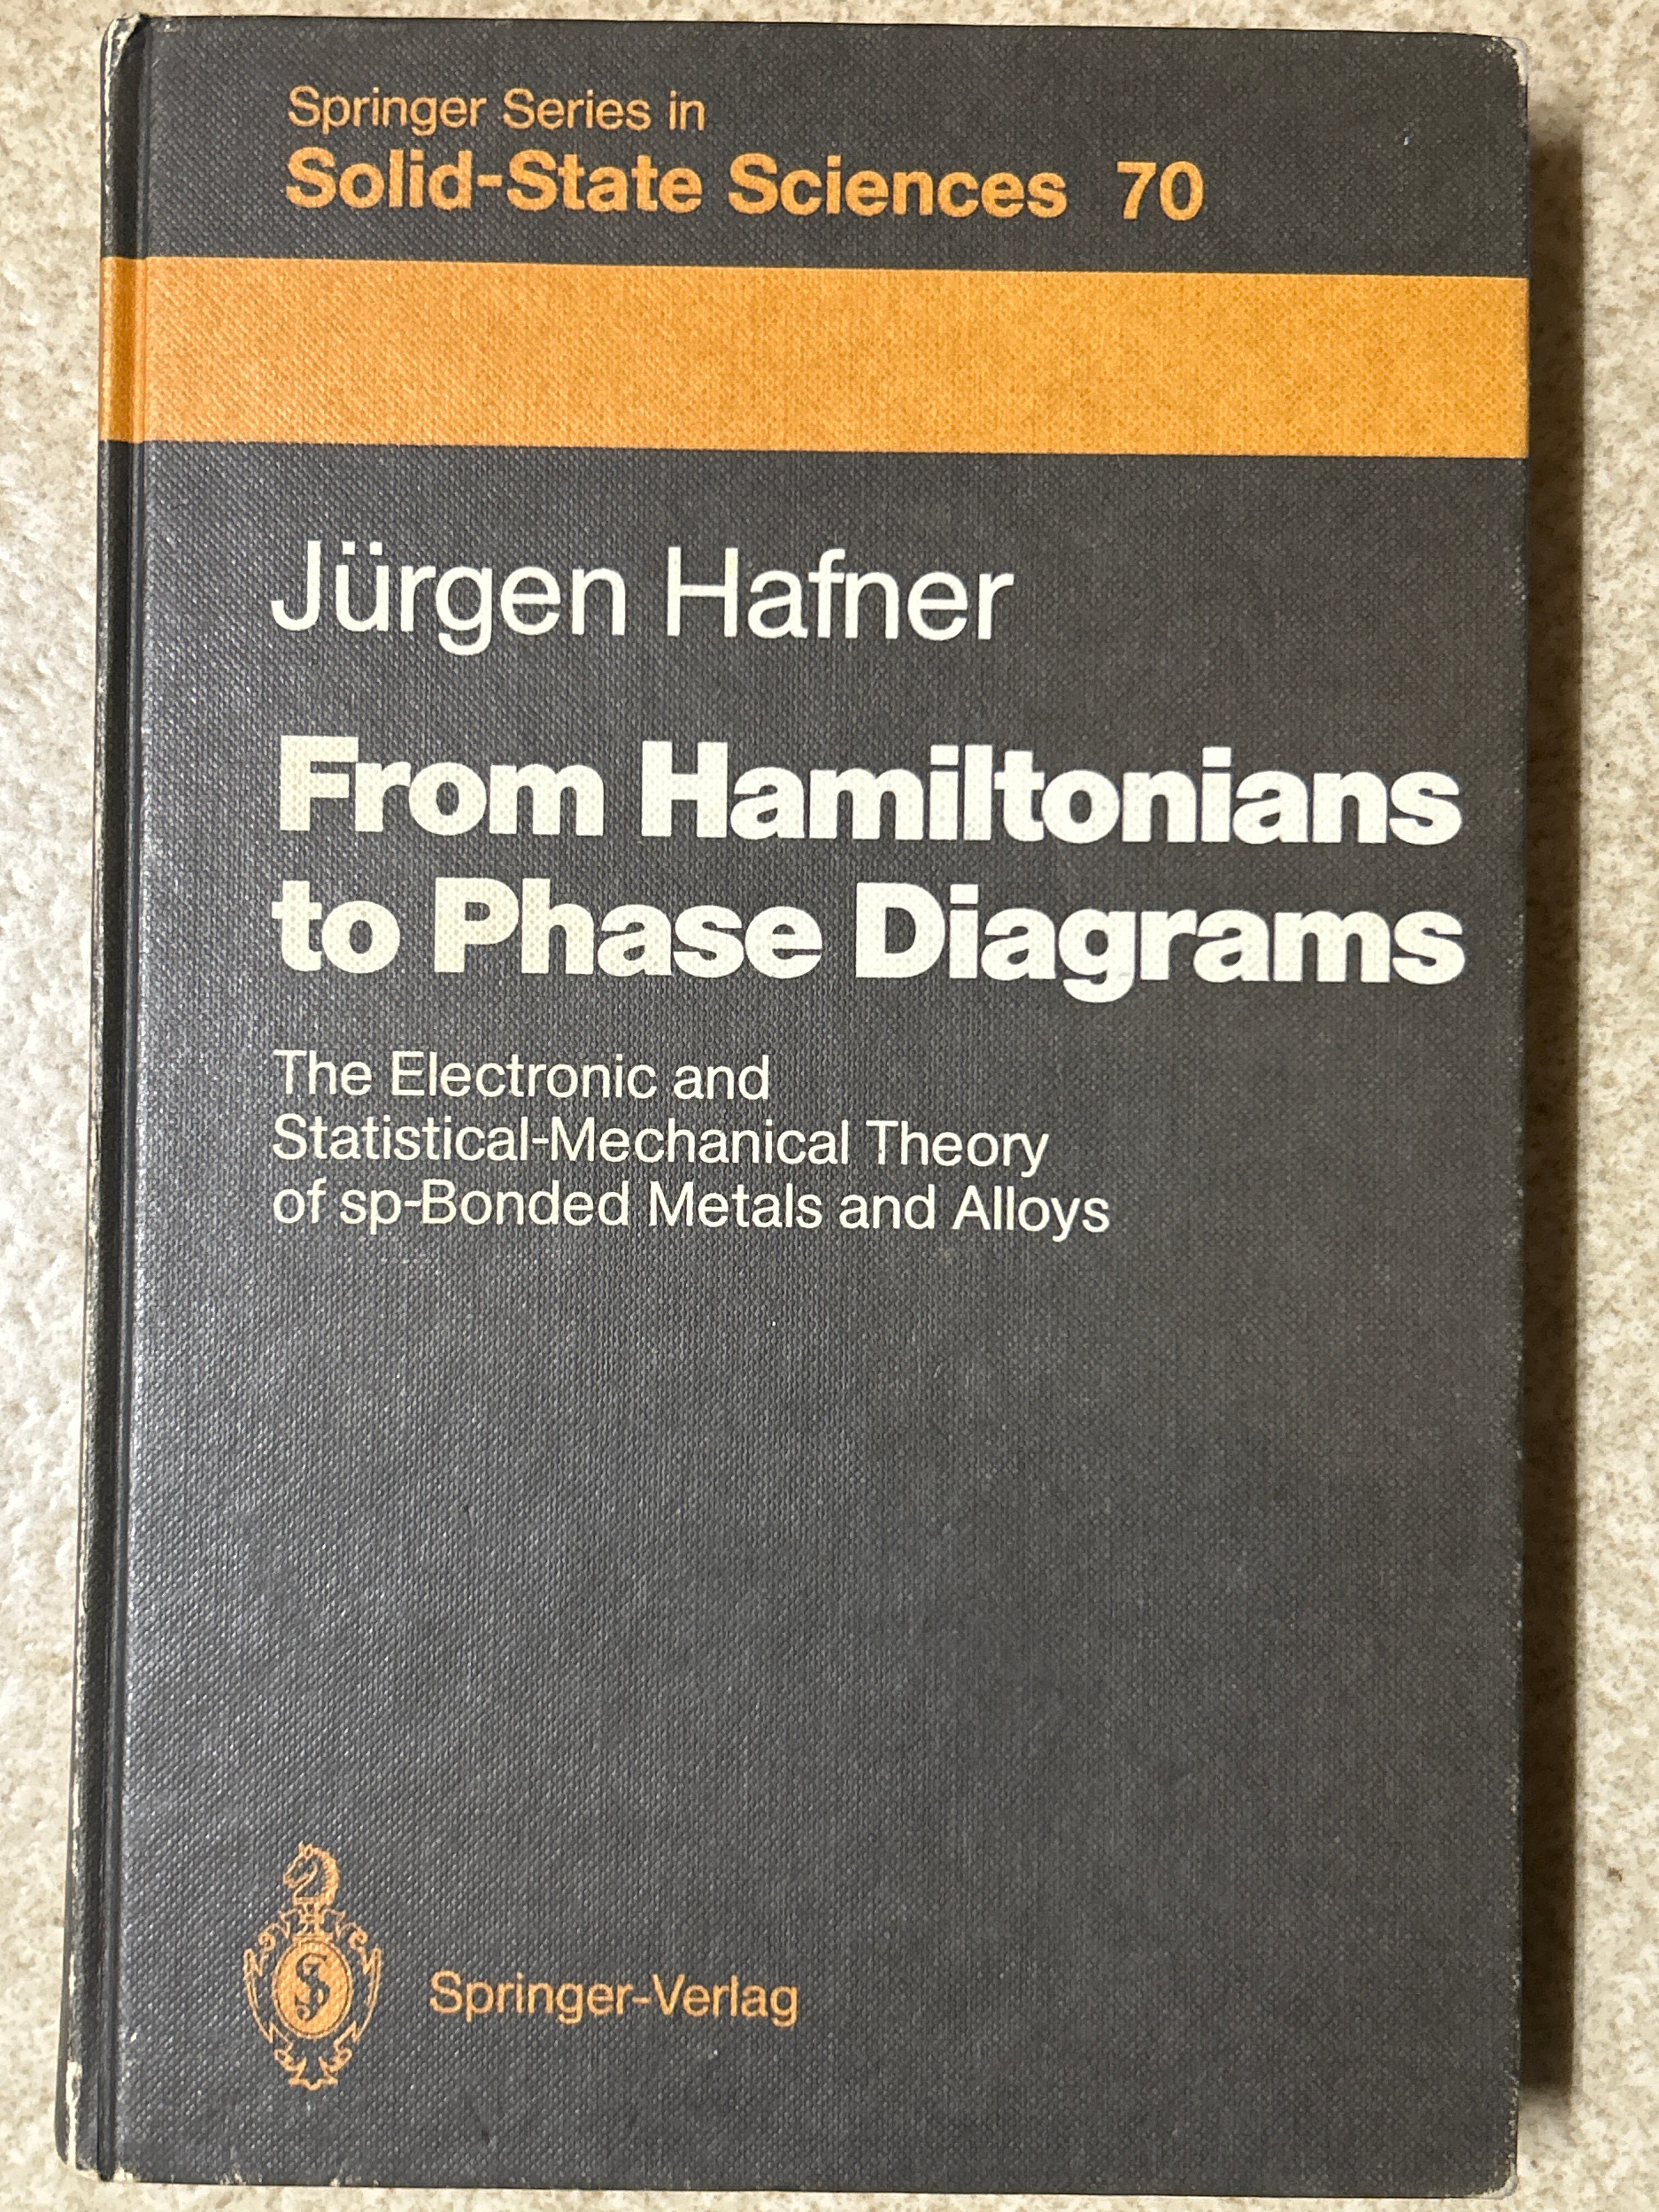 Springer Series in
Solid-State Sciences 70
Jürgen Hafner
From Hamiltonians
to Phase Diagrams
The Electronic and
Statistical-Mechanical Theory
of sp-Bonded Metals and Alloys
Springer-Verlag